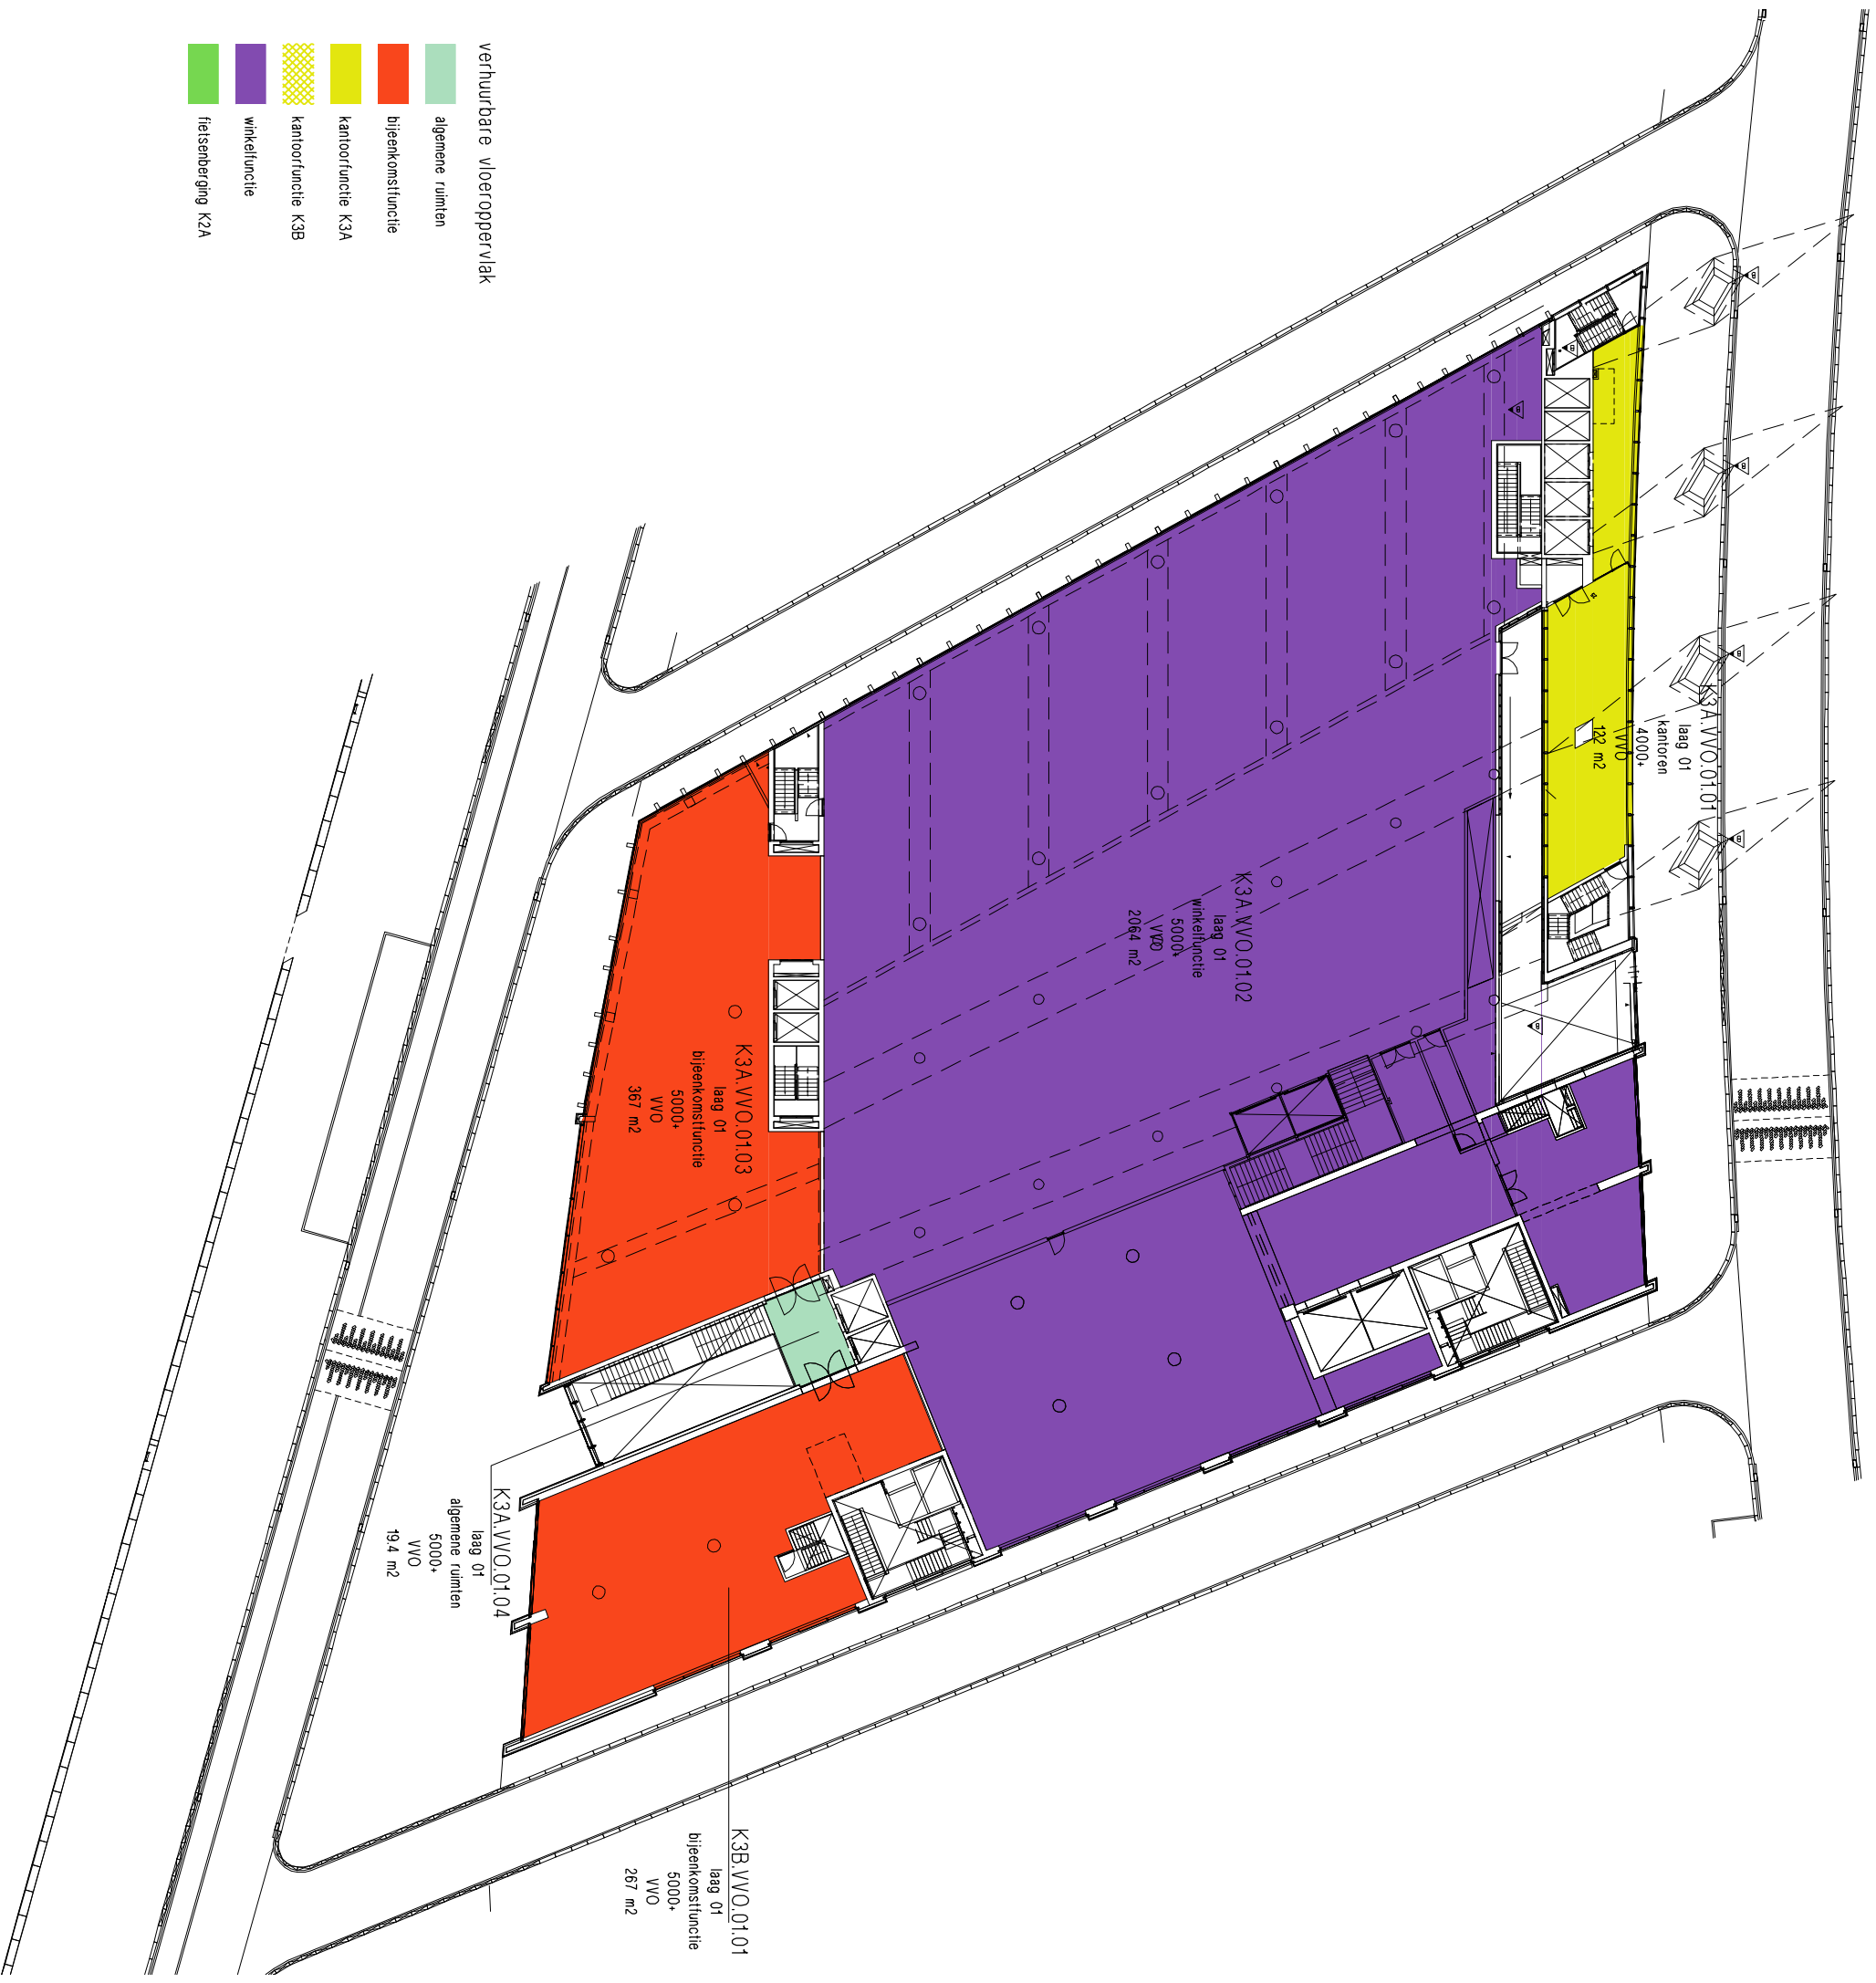 verhuurbare vloeroppervlak
algemene ruimten
bijeenkomstfunctie
kantoorfunctie K3A
kantoorfunctie K3B
winkelfunctie
fietsenberging K2A
K3A.VVO.01.01
laag 01
kantoren
4000+
VVO
122 m2
K3A.VVO.01.02
laag 01
winkelfunctie
5000+
VVO
2064 m2
K3A.VVO.01.03
laag 01
bijeenkomstfunctie
5000+
VVO
367 m2
K3A.VVO.01.04
laag 01
algemene ruimten
5000+
VVO
19.4 m2
K3B.VVO.01.01
laag 01
bijeenkomstfunctie
5000+
VVO
267 m2